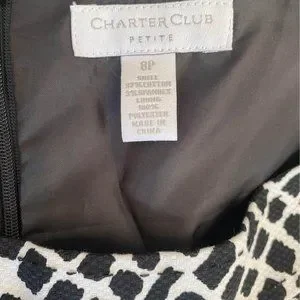 CHARTER CLUB
PETITE
8P
SHELL
97% COTTON
3% SPANDEX
LINING
100%
POLYESTER
MADE IN
CHINA